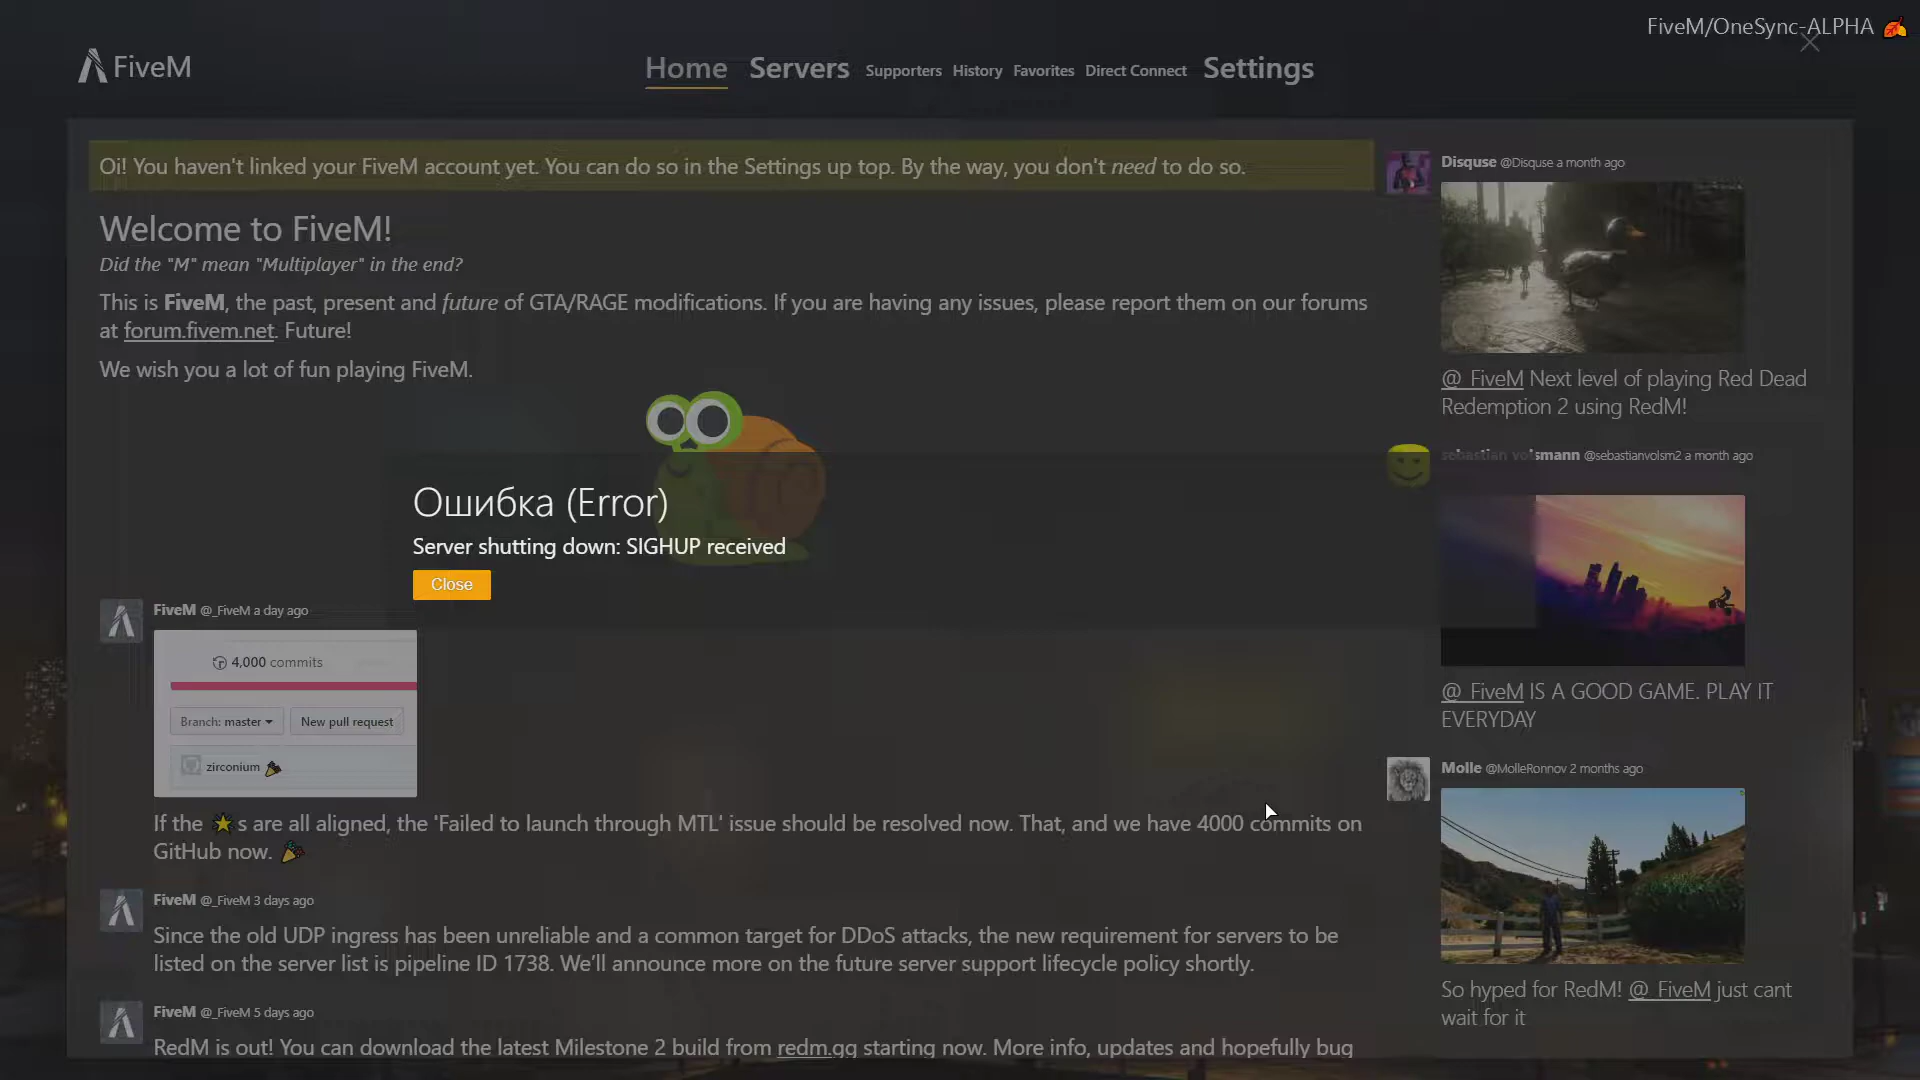 FiveM/OneSync-ALPHA
FiveM
Home Servers Supporters History Favorites Direct Connect Settings
Oi! You haven't linked your FiveM account yet. You can do so in the Settings up top. By the way, you don't need to do so.
Welcome to FiveM!
Did the "M" mean "Multiplayer" in the end?
This is FiveM, the past, present and future of GTA/RAGE modifications. If you are having any issues, please report them on our forums
at forum.fivem.net. Future!
We wish you a lot of fun playing FiveM.
Ошибка (Error)
Server shutting down: SIGHUP received
Close
FiveM @_FiveM a day ago
4,000 commits
Branch: master New pull request
zirconium
If the s are all aligned, the 'Failed to launch through MTL' issue should be resolved now. That, and we have 4000 commits on
GitHub now.
FiveM @_FiveM 3 days ago
Since the old UDP ingress has been unreliable and a common target for DDoS attacks, the new requirement for servers to be
listed on the server list is pipeline ID 1738. We'll announce more on the future server support lifecycle policy shortly.
FiveM @_FiveM 5 days ago
RedM is out! You can download the latest Milestone 2 build from redm.gg starting now. More info, updates and hopefully bug
Disquse @Disquse a month ago
@_FiveM Next level of playing Red Dead
Redemption 2 using RedM!
sebastian volsmann @sebastianvolsm2 a month ago
@_FiveM IS A GOOD GAME. PLAY IT
EVERYDAY
Molle @MolleRonnov 2 months ago
So hyped for RedM! @_FiveM just cant
wait for it